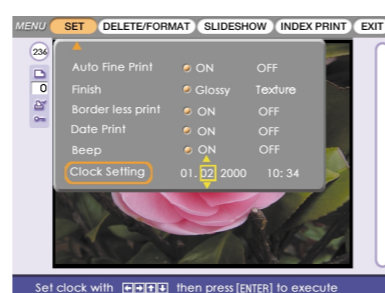 MENU SET DELETE/FORMAT SLIDESHOW INDEX PRINT EXIT
236
0
Auto Fine Print ON OFF
Finish Glossy Texture
Border less print ON OFF
Date Print ON OFF
Beep ON OFF
Clock Setting 01. 02 2000 10: 34
Set clock with ←→↑↓ then press [ENTER] to execute